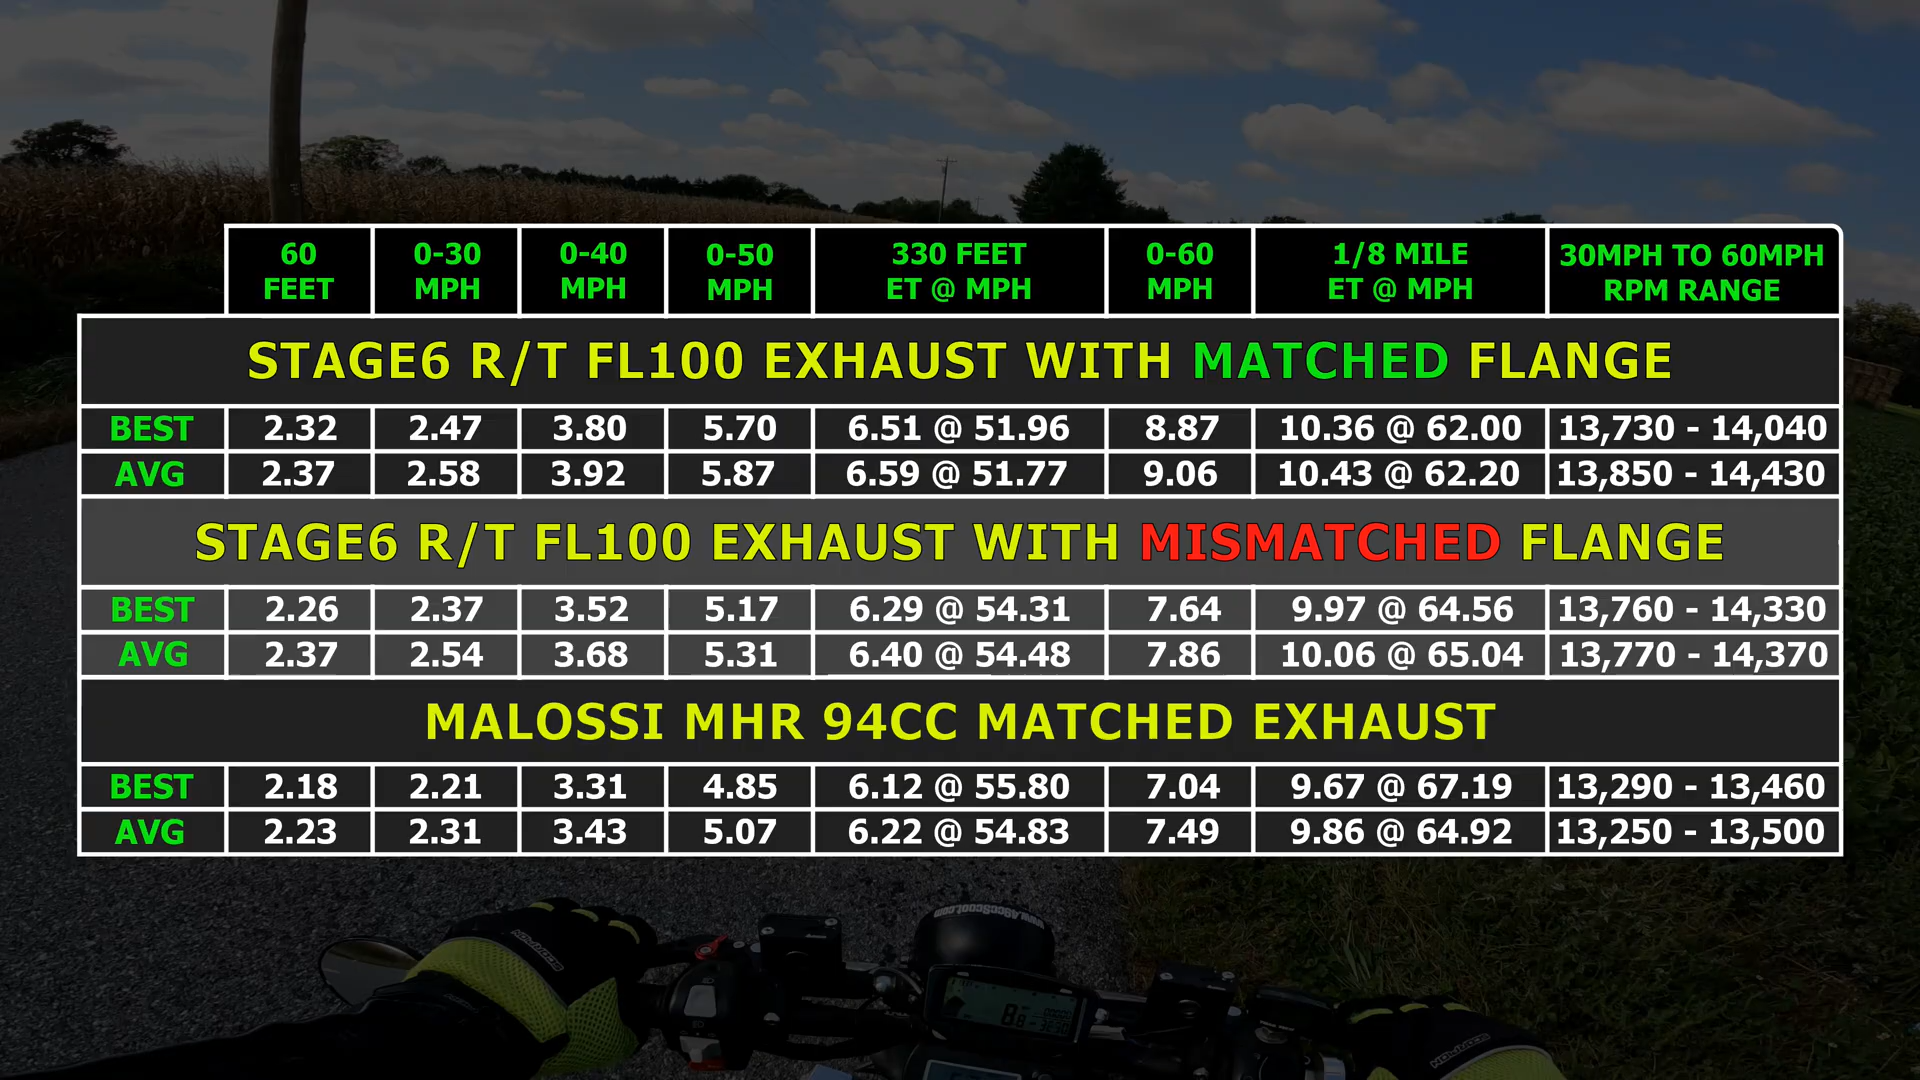 60 FEET 0-30 MPH 0-40 MPH 0-50 MPH 330 FEET ET @ MPH 0-60 MPH 1/8 MILE ET @ MPH 30MPH TO 60MPH RPM RANGE
STAGE6 R/T FL100 EXHAUST WITH MATCHED FLANGE
BEST 2.32 2.47 3.80 5.70 6.51 @ 51.96 8.87 10.36 @ 62.00 13,730 - 14,040
AVG 2.37 2.58 3.92 5.87 6.59 @ 51.77 9.06 10.43 @ 62.20 13,850 - 14,430
STAGE6 R/T FL100 EXHAUST WITH MISMATCHED FLANGE
BEST 2.26 2.37 3.52 5.17 6.29 @ 54.31 7.64 9.97 @ 64.56 13,760 - 14,330
AVG 2.37 2.54 3.68 5.31 6.40 @ 54.48 7.86 10.06 @ 65.04 13,770 - 14,370
MALOSSI MHR 94CC MATCHED EXHAUST
BEST 2.18 2.21 3.31 4.85 6.12 @ 55.80 7.04 9.67 @ 67.19 13,290 - 13,460
AVG 2.23 2.31 3.43 5.07 6.22 @ 54.83 7.49 9.86 @ 64.92 13,250 - 13,500
SCORPION